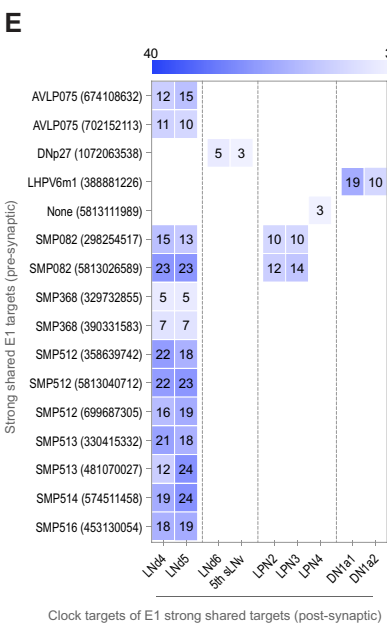 E
40 3
AVLP075 (674108632) 12 15
AVLP075 (702152113) 11 10
DNp27 (1072063538) 5 3
LHPV6m1 (388881226) 19 10
None (5813111989) 3
SMP082 (298254517) 15 13 10 10
SMP082 (5813026589) 23 23 12 14
SMP368 (329732855) 5 5
SMP368 (390331583) 7 7
SMP512 (358639742) 22 18
SMP512 (5813040712) 22 23
SMP512 (699687305) 16 19
SMP513 (330415332) 21 18
SMP513 (481070027) 12 24
SMP514 (574511458) 19 24
SMP516 (453130054) 18 19
Strong shared E1 targets (pre-synaptic)
LNd4 LNd5 LNd6 5th sLNv LPN2 LPN3 LPN4 DN1a1 DN1a2
Clock targets of E1 strong shared targets (post-synaptic)